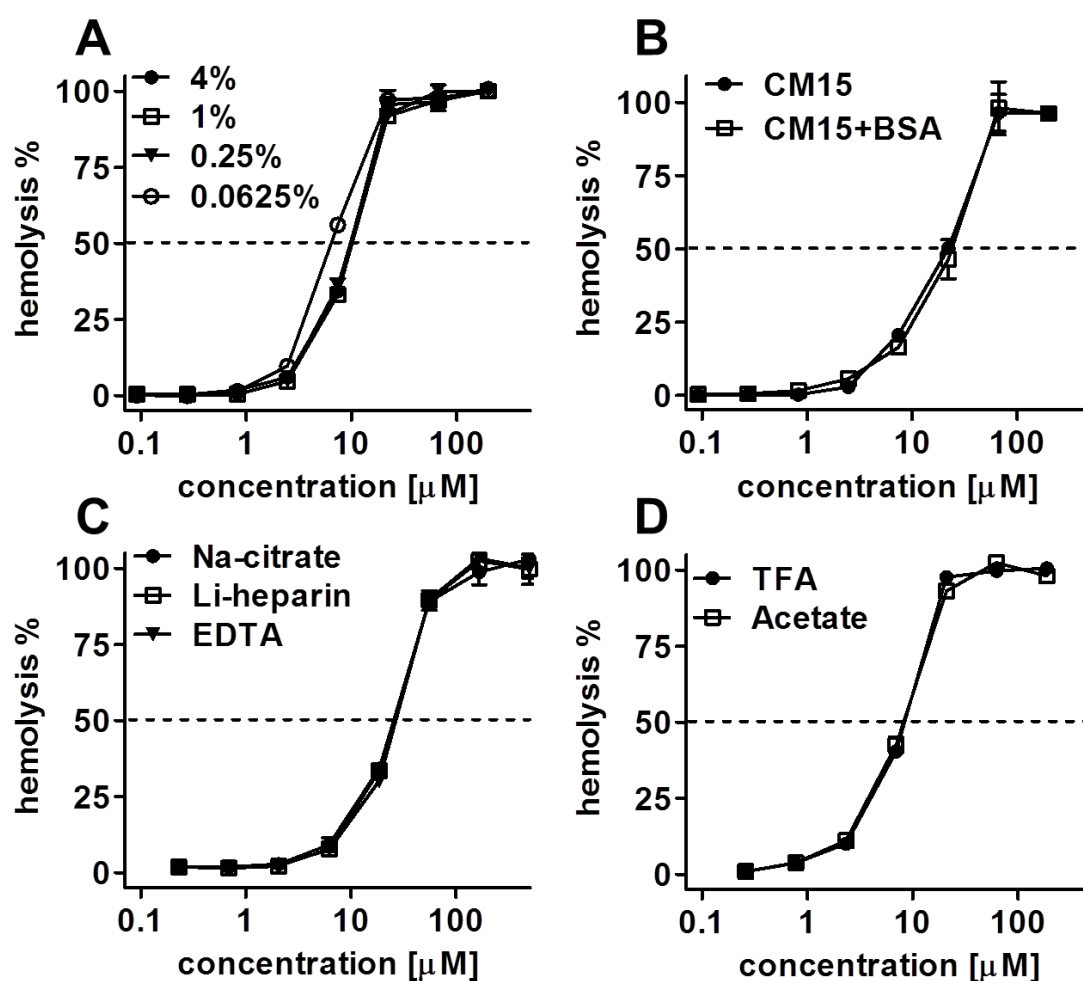 A
4%
1%
0.25%
0.0625%
100
75
50
25
0
hemolysis %
0.1 1 10 100
concentration [μM]
B
CM15
CM15+BSA
100
75
50
25
0
hemolysis %
0.1 1 10 100
concentration [μM]
C
Na-citrate
Li-heparin
EDTA
100
75
50
25
0
hemolysis %
0.1 1 10 100
concentration [μM]
D
TFA
Acetate
100
75
50
25
0
hemolysis %
0.1 1 10 100
concentration [μM]